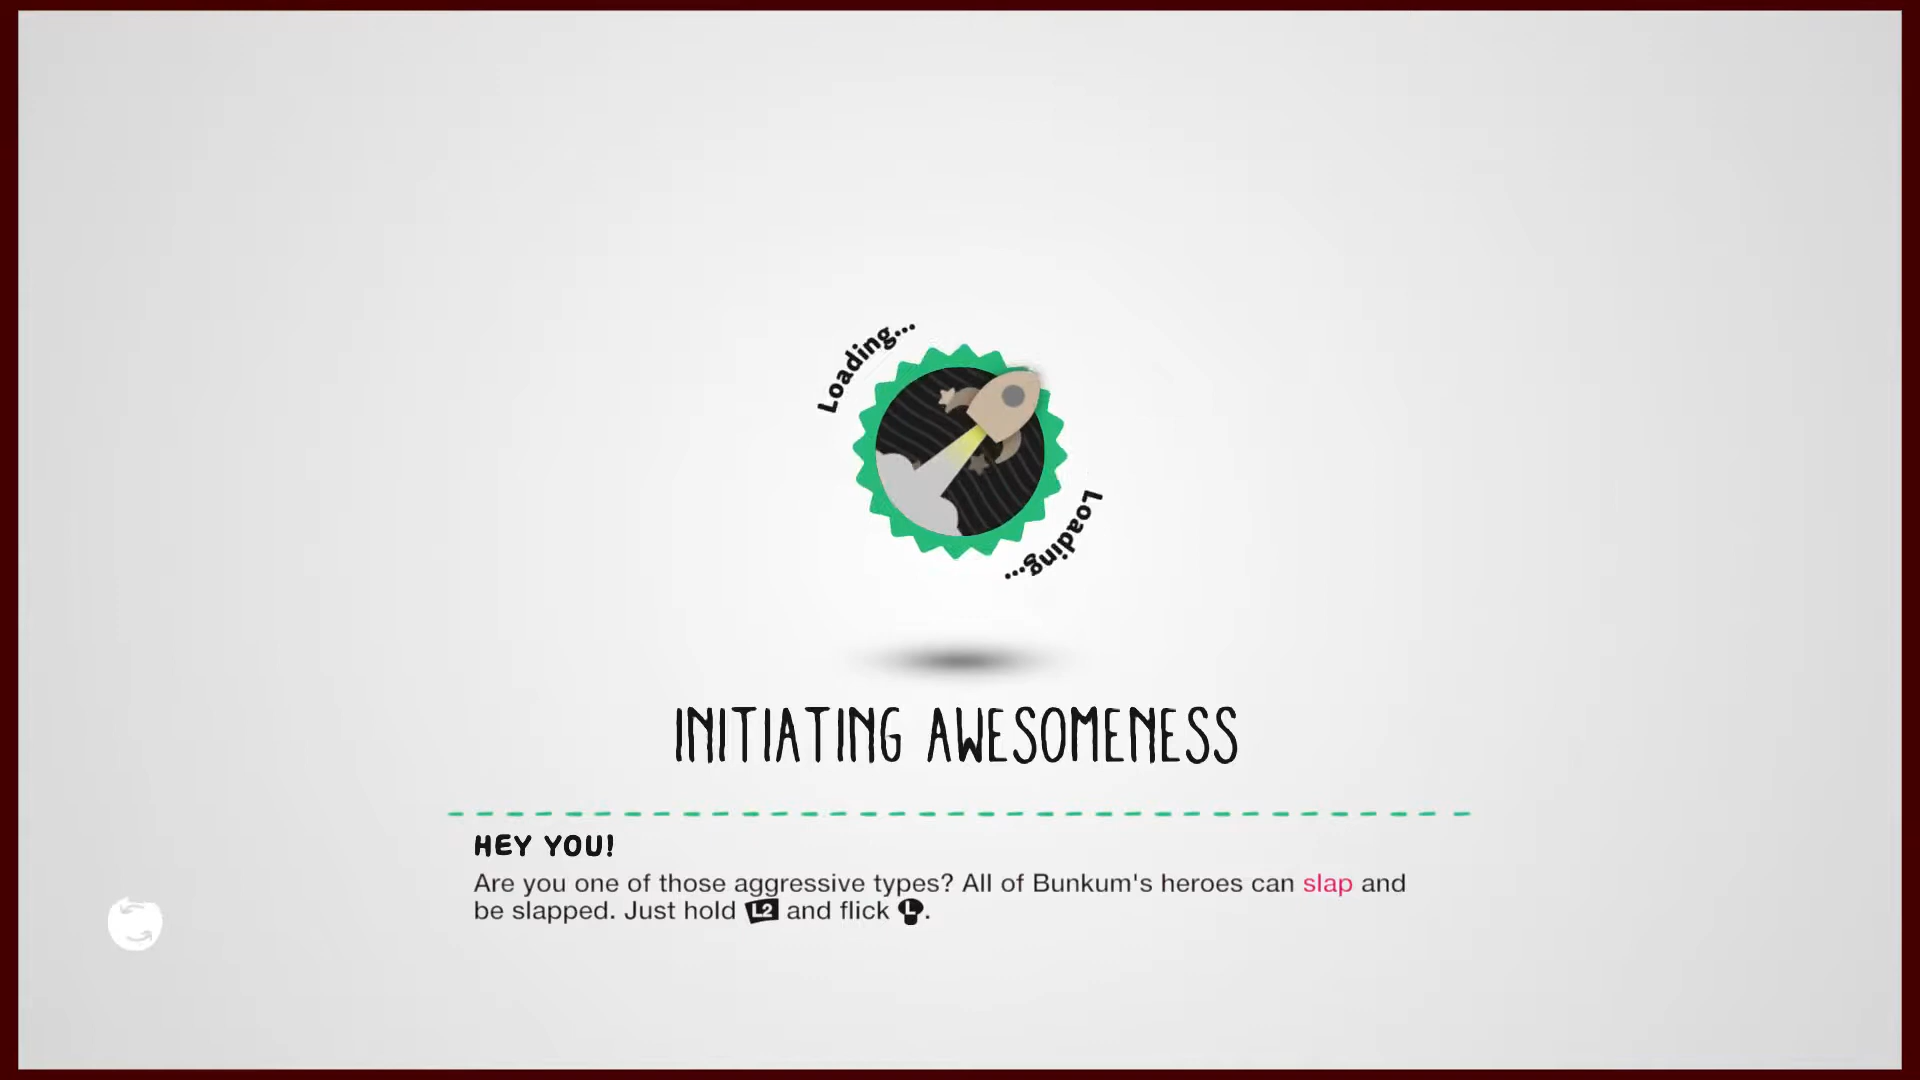 Loading...
Loading...
INITIATING AWESOMENESS
HEY YOU!
Are you one of those aggressive types? All of Bunkum's heroes can slap and
be slapped. Just hold L2 and flick L.